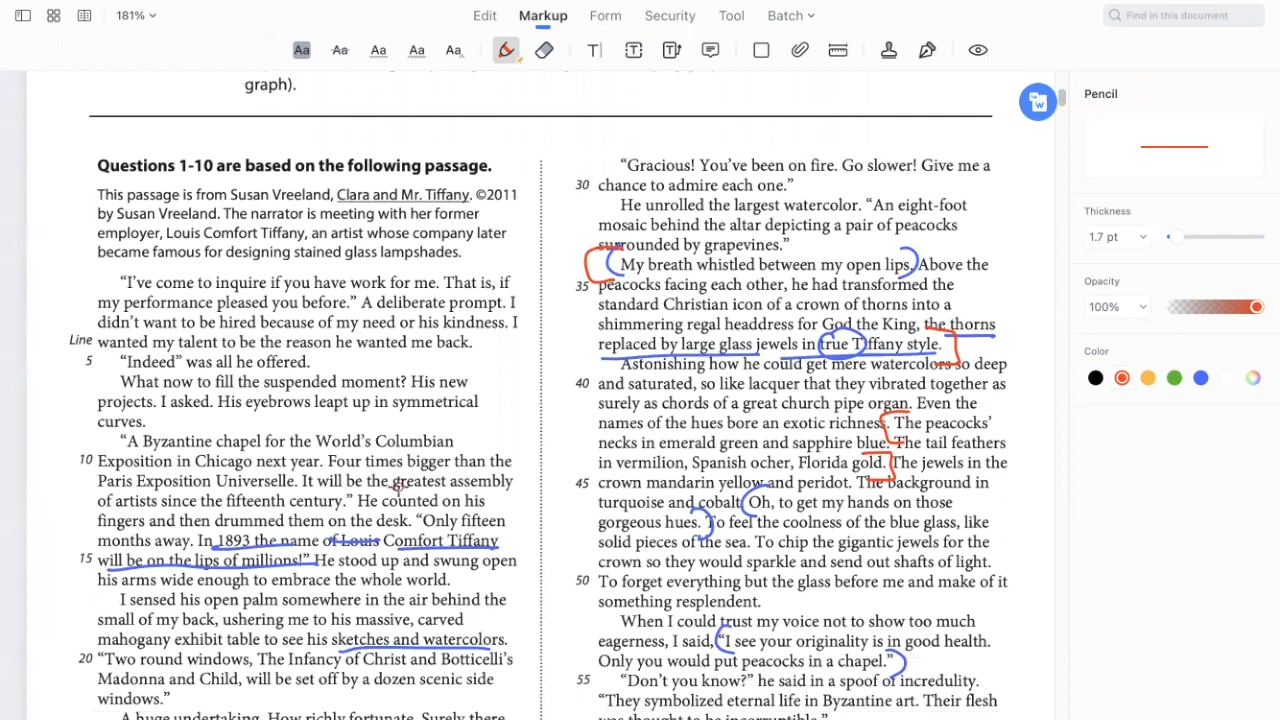 181%
Edit
Markup
Form
Security
Tool
Batch
Find in this document
Aa Aa Aa Aa Aa
graph).
Questions 1-10 are based on the following passage.
This passage is from Susan Vreeland, Clara and Mr. Tiffany. ©2011
by Susan Vreeland. The narrator is meeting with her former
employer, Louis Comfort Tiffany, an artist whose company later
became famous for designing stained glass lampshades.
“I’ve come to inquire if you have work for me. That is, if
my performance pleased you before.” A deliberate prompt. I
didn’t want to be hired because of my need or his kindness. I
Line wanted my talent to be the reason he wanted me back.
5 “Indeed” was all he offered.
What now to fill the suspended moment? His new
projects. I asked. His eyebrows leapt up in symmetrical
curves.
“A Byzantine chapel for the World’s Columbian
10 Exposition in Chicago next year. Four times bigger than the
Paris Exposition Universelle. It will be the greatest assembly
of artists since the fifteenth century.” He counted on his
fingers and then drummed them on the desk. “Only fifteen
months away. In 1893 the name of Louis Comfort Tiffany
15 will be on the lips of millions!” He stood up and swung open
his arms wide enough to embrace the whole world.
I sensed his open palm somewhere in the air behind the
small of my back, ushering me to his massive, carved
mahogany exhibit table to see his sketches and watercolors.
20 “Two round windows, The Infancy of Christ and Botticelli’s
Madonna and Child, will be set off by a dozen scenic side
windows.”
A huge undertaking. How richly fortunate. Surely there
“Gracious! You’ve been on fire. Go slower! Give me a
30 chance to admire each one.”
He unrolled the largest watercolor. “An eight-foot
mosaic behind the altar depicting a pair of peacocks
surrounded by grapevines.”
My breath whistled between my open lips. Above the
35 peacocks facing each other, he had transformed the
standard Christian icon of a crown of thorns into a
shimmering regal headdress for God the King, the thorns
replaced by large glass jewels in true Tiffany style.
Astonishing how he could get mere watercolors so deep
40 and saturated, so like lacquer that they vibrated together as
surely as chords of a great church pipe organ. Even the
names of the hues bore an exotic richness. The peacocks’
necks in emerald green and sapphire blue. The tail feathers
in vermilion, Spanish ocher, Florida gold. The jewels in the
45 crown mandarin yellow and peridot. The background in
turquoise and cobalt. Oh, to get my hands on those
gorgeous hues. To feel the coolness of the blue glass, like
solid pieces of the sea. To chip the gigantic jewels for the
crown so they would sparkle and send out shafts of light.
50 To forget everything but the glass before me and make of it
something resplendent.
When I could trust my voice not to show too much
eagerness, I said, “I see your originality is in good health.
Only you would put peacocks in a chapel.”
55 “Don’t you know?” he said in a spoof of incredulity.
“They symbolized eternal life in Byzantine art. Their flesh
was thought to be incorruptible.”
Pencil
Thickness
1.7 pt
Opacity
100%
Color